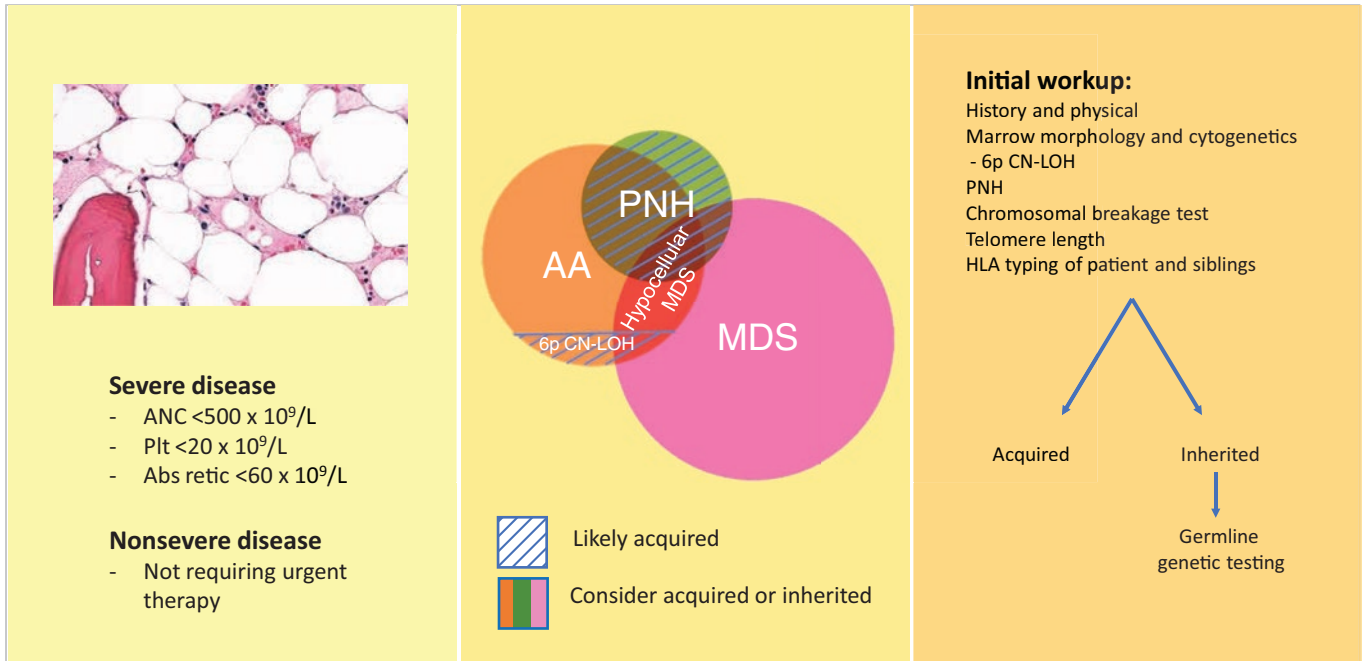 Severe disease
- ANC <500 x 10⁹/L
- Plt <20 x 10⁹/L
- Abs retic <60 x 10⁹/L
Nonsevere disease
- Not requiring urgent
therapy
PNH
AA
Hypocellular
MDS
MDS
6p CN-LOH
Likely acquired
Consider acquired or inherited
Initial workup:
History and physical
Marrow morphology and cytogenetics
- 6p CN-LOH
PNH
Chromosomal breakage test
Telomere length
HLA typing of patient and siblings
Acquired
Inherited
Germline
genetic testing